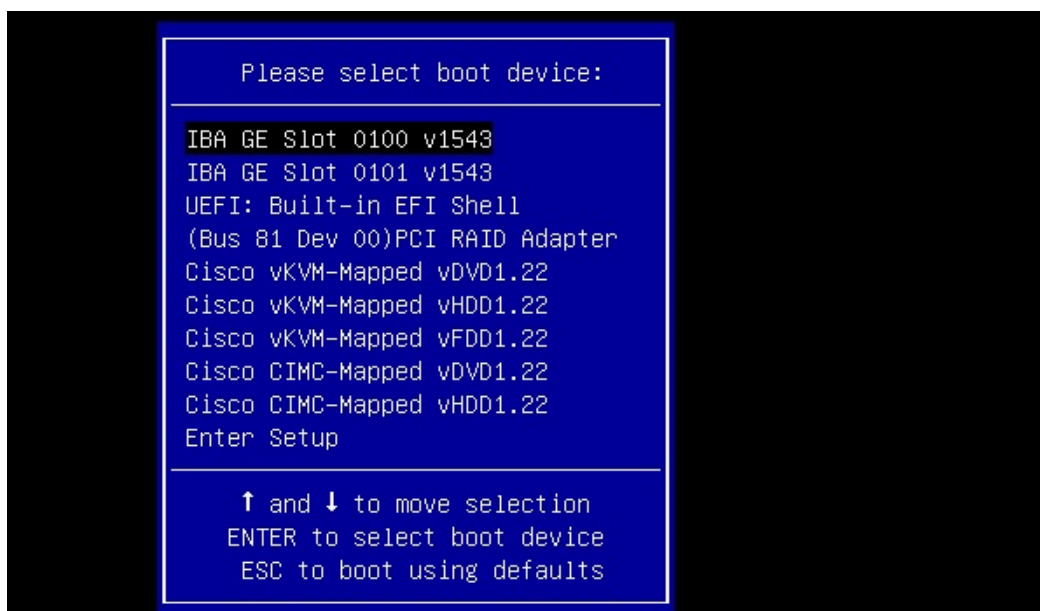 Please select boot device:
IBA GE Slot 0100 v1543
IBA GE Slot 0101 v1543
UEFI: Built-in EFI Shell
(Bus 81 Dev 00)PCI RAID Adapter
Cisco vKVM-Mapped vDVD1.22
Cisco vKVM-Mapped vHDD1.22
Cisco vKVM-Mapped vFDD1.22
Cisco CIMC-Mapped vDVD1.22
Cisco CIMC-Mapped vHDD1.22
Enter Setup
↑ and ↓ to move selection
ENTER to select boot device
ESC to boot using defaults